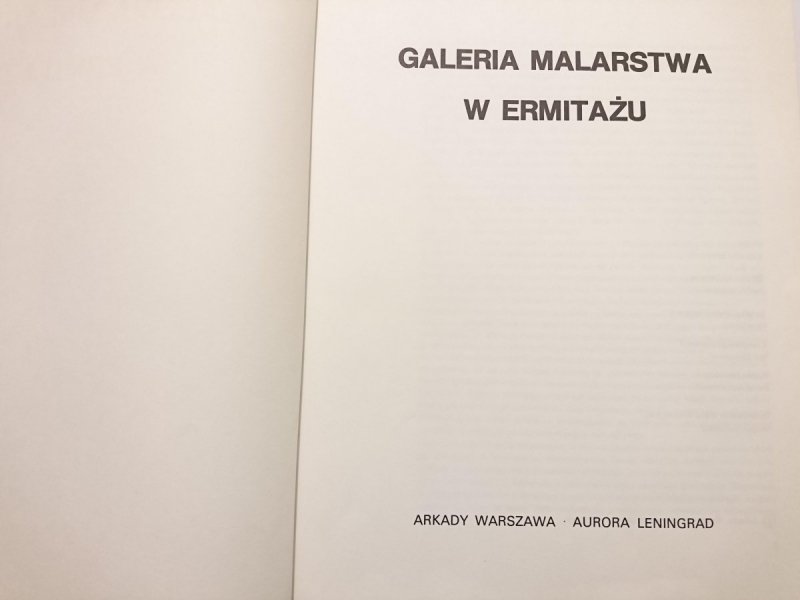 GALERIA MALARSTWA
W ERMITAŻU
ARKADY WARSZAWA · AURORA LENINGRAD